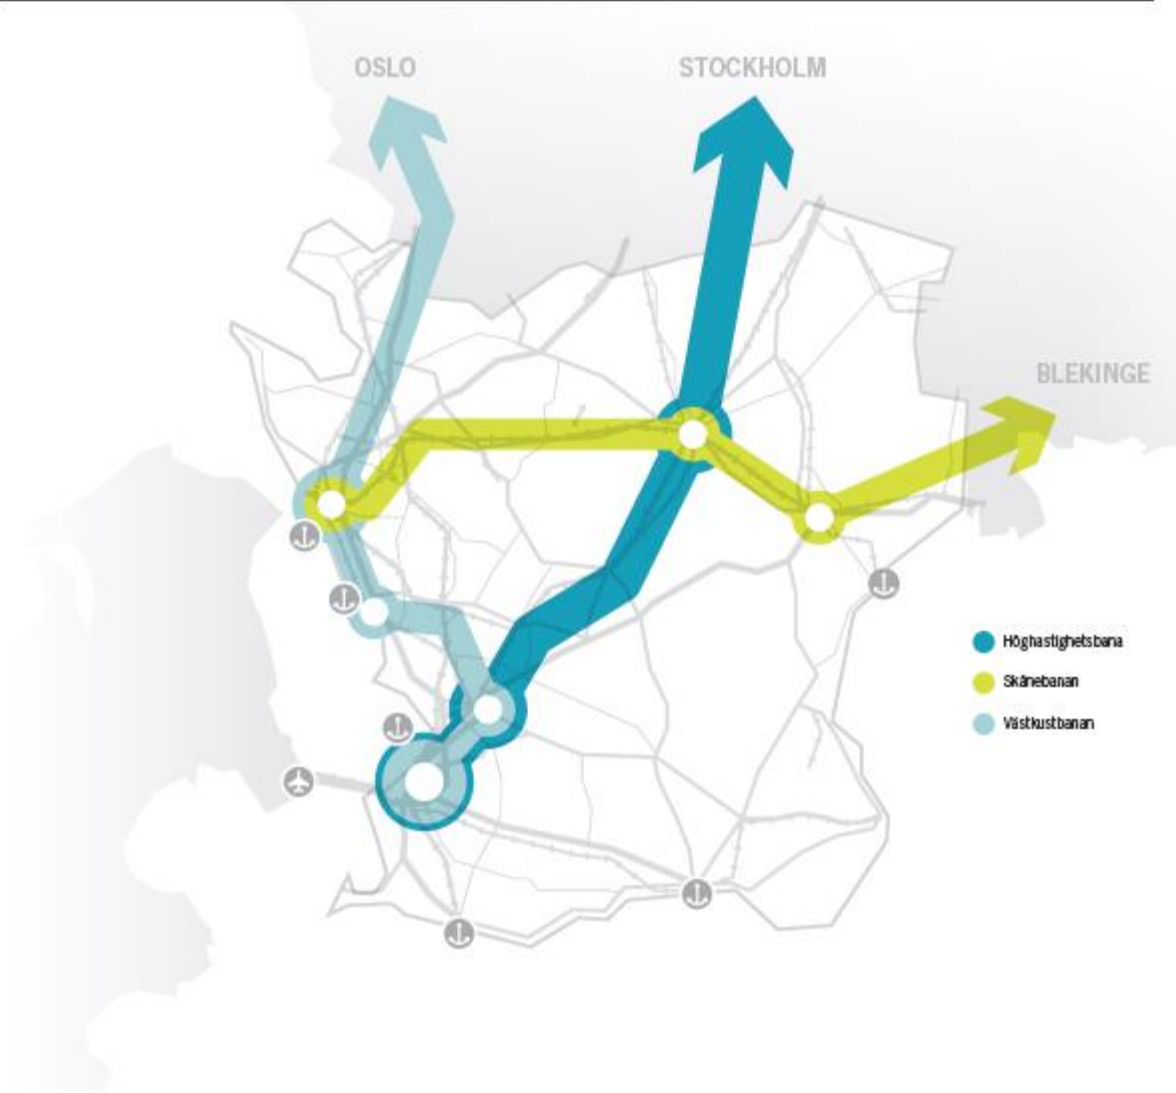 OSLO
STOCKHOLM
BLEKINGE
Höghastighetsbana
Skånebanan
Västkustbanan